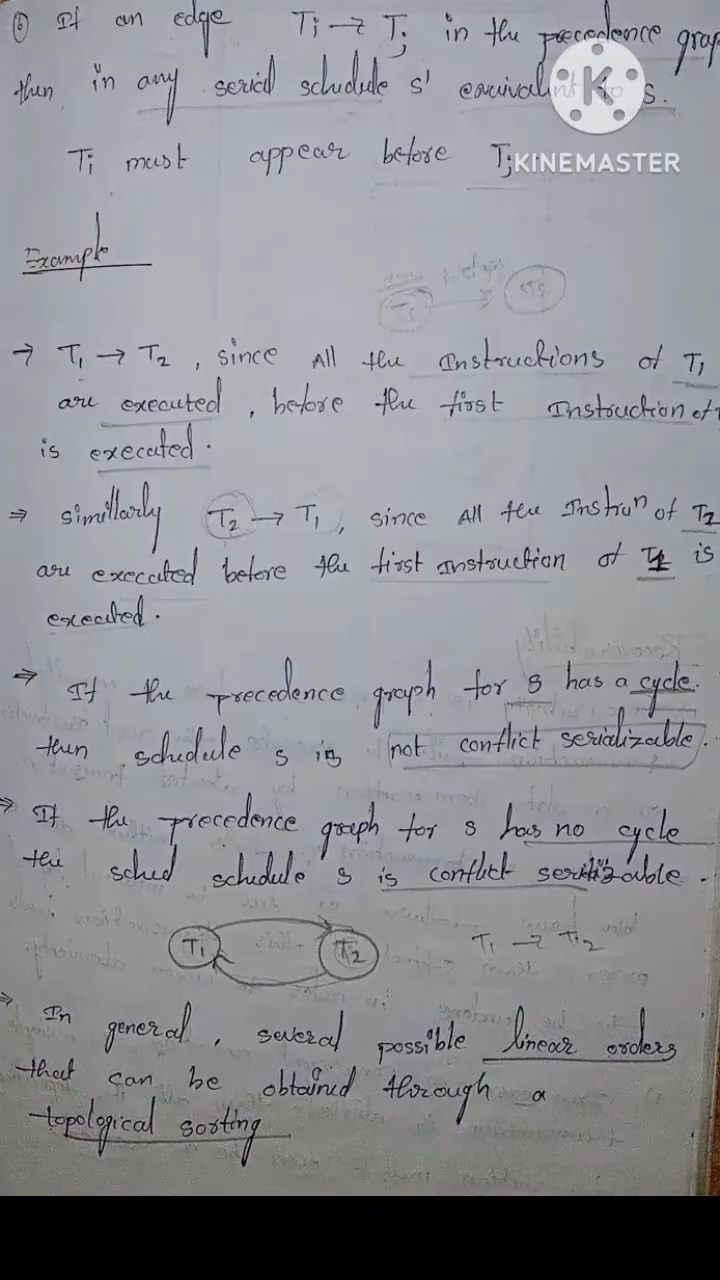 ⑥ If an edge Ti → Tj in the precedence grap
then in any serial schedule s' equivalent to s.
Ti must appear before Tj
KINEMASTER
Example
→ T1 → T2, since All the Instructions of T1
are executed, before the first Instruction of
is executed.
⇒ simillarly T2 → T1, since All the Instruⁿ of T2
are executed before the first instruction of T1 is
executed.
⇒ If the precedence graph for s has a cycle.
then schedule s is not conflict serializable.
⇒ If the precedence graph for s has no cycle
the sched schedule s is conflict serializable.
T1 T2 T1 → T2
⇒ In general, several possible linear orders
that can be obtained through a
topological sorting